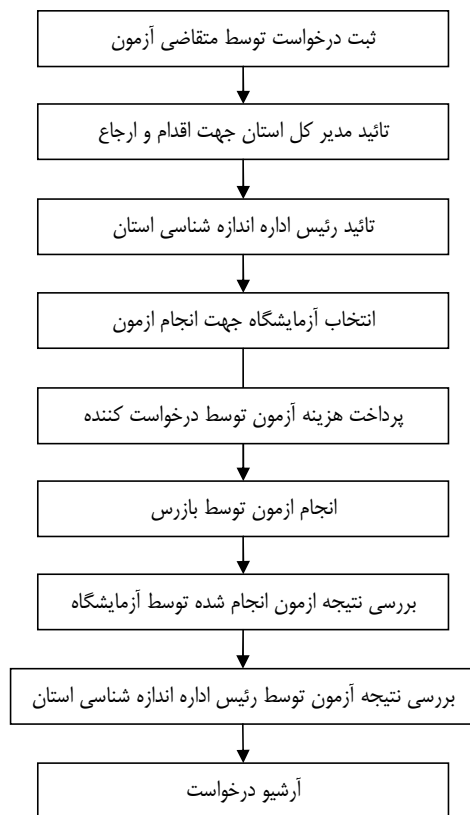 ثبت درخواست توسط متقاضی آزمون
تائید مدیر کل استان جهت اقدام و ارجاع
تائید رئیس اداره اندازه شناسی استان
انتخاب آزمایشگاه جهت انجام ازمون
پرداخت هزینه آزمون توسط درخواست کننده
انجام ازمون توسط بازرس
بررسی نتیجه ازمون انجام شده توسط آزمایشگاه
بررسی نتیجه آزمون توسط رئیس اداره اندازه شناسی استان
آرشیو درخواست